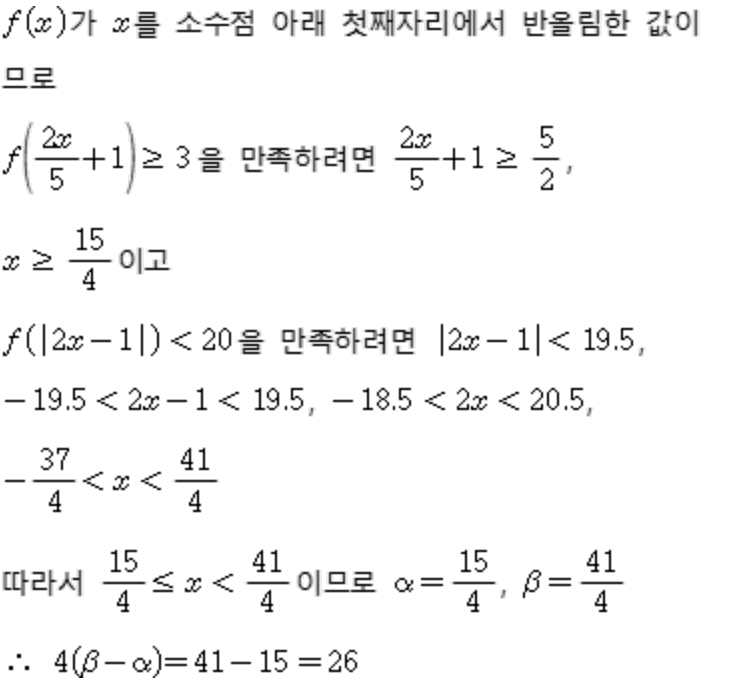 f(x)가 x를 소수점 아래 첫째자리에서 반올림한 값이
므로
f(2x/5+1)≥ 3을 만족하려면 2x/5+1 ≥ 5/2,
x ≥ 15/4이고
f(|2x−1|)<20을 만족하려면 |2x−1|< 19.5,
−19.5<2x−1< 19.5, −18.5<2x<20.5,
−37/4<x<41/4
따라서 15/4≤x<41/4이므로 α=15/4, β=41/4
∴ 4(β−α)=41−15=26